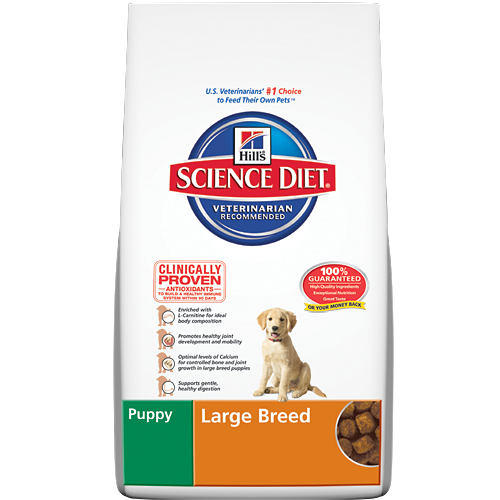 U.S. Veterinarians' #1 Choice
to Feed Their Own Pets™
Hill's
SCIENCE DIET®
VETERINARIAN
RECOMMENDED
CLINICALLY
PROVEN
ANTIOXIDANTS
TO BUILD A HEALTHY IMMUNE
SYSTEM WITHIN 90 DAYS
Enriched with
L-Carnitine for ideal
body composition
Promotes healthy joint
development and mobility
Optimal levels of Calcium
for controlled bone and joint
growth in large breed puppies
Supports gentle,
healthy digestion
100%
GUARANTEED
High Quality Ingredients
Exceptional Nutrition
Great Taste
OR YOUR MONEY BACK
Puppy
Large Breed